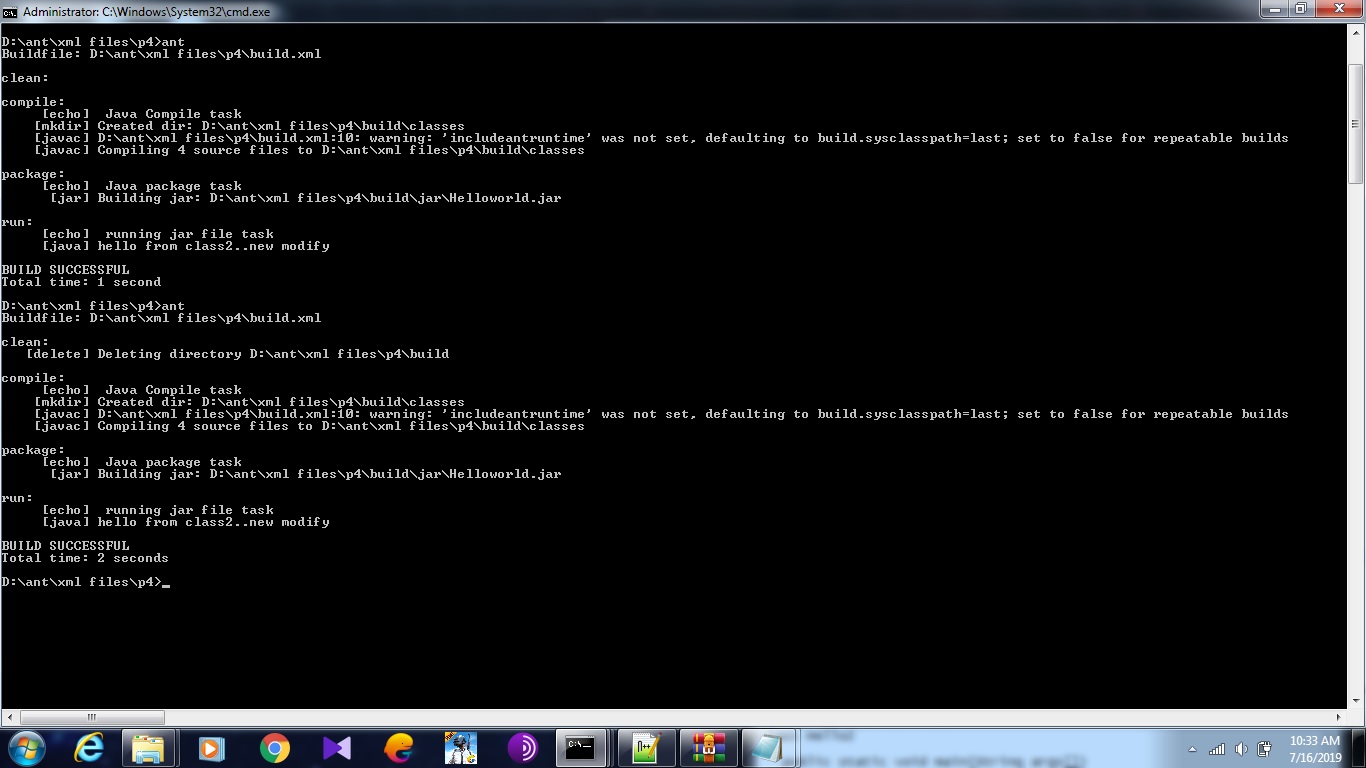 Administrator: C:\Windows\System32\cmd.exe
D:\ant\xml files\p4>ant
Buildfile: D:\ant\xml files\p4\build.xml
clean:
compile:
[echo] Java Compile task
[mkdir] Created dir: D:\ant\xml files\p4\build\classes
[javac] D:\ant\xml files\p4\build.xml:10: warning: 'includeantruntime' was not set, defaulting to build.sysclasspath=last; set to false for repeatable builds
[javac] Compiling 4 source files to D:\ant\xml files\p4\build\classes
package:
[echo] Java package task
[jar] Building jar: D:\ant\xml files\p4\build\jar\Helloworld.jar
run:
[echo] running jar file task
[java] hello from class2..new modify
BUILD SUCCESSFUL
Total time: 1 second
D:\ant\xml files\p4>ant
Buildfile: D:\ant\xml files\p4\build.xml
clean:
[delete] Deleting directory D:\ant\xml files\p4\build
compile:
[echo] Java Compile task
[mkdir] Created dir: D:\ant\xml files\p4\build\classes
[javac] D:\ant\xml files\p4\build.xml:10: warning: 'includeantruntime' was not set, defaulting to build.sysclasspath=last; set to false for repeatable builds
[javac] Compiling 4 source files to D:\ant\xml files\p4\build\classes
package:
[echo] Java package task
[jar] Building jar: D:\ant\xml files\p4\build\jar\Helloworld.jar
run:
[echo] running jar file task
[java] hello from class2..new modify
BUILD SUCCESSFUL
Total time: 2 seconds
D:\ant\xml files\p4>_
static void main(String args[])
10:33 AM
7/16/2019